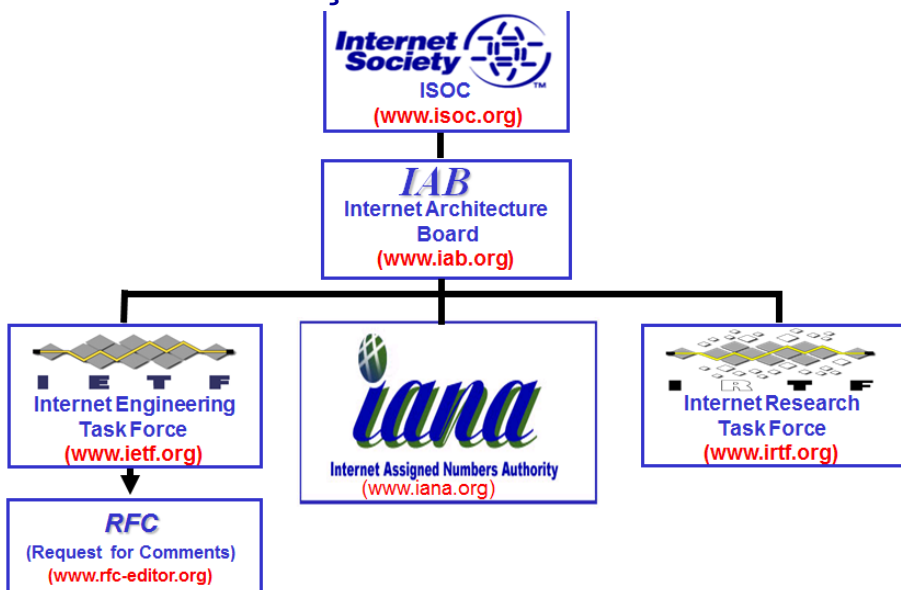 Internet
Society
TM
ISOC
(www.isoc.org)
IAB
Internet Architecture
Board
(www.iab.org)
I E T F
Internet Engineering
Task Force
(www.ietf.org)
iana
Internet Assigned Numbers Authority
(www.iana.org)
I R T F
Internet Research
Task Force
(www.irtf.org)
RFC
(Request for Comments)
(www.rfc-editor.org)